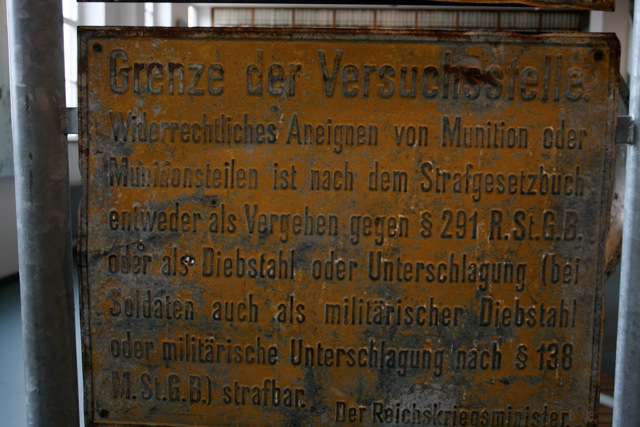 Grenze der Versuchsstelle.
Widerrechtliches Aneignen von Munition oder
Munitionsteilen ist nach dem Strafgesetzbuch
entweder als Vergehen gegen § 291 R.St.G.B.
oder als Diebstahl oder Unterschlagung (bei
Soldaten auch als militärischer Diebstahl
oder militärische Unterschlagung nach § 138
M.St.G.B.) strafbar.
Der Reichskriegsminister.